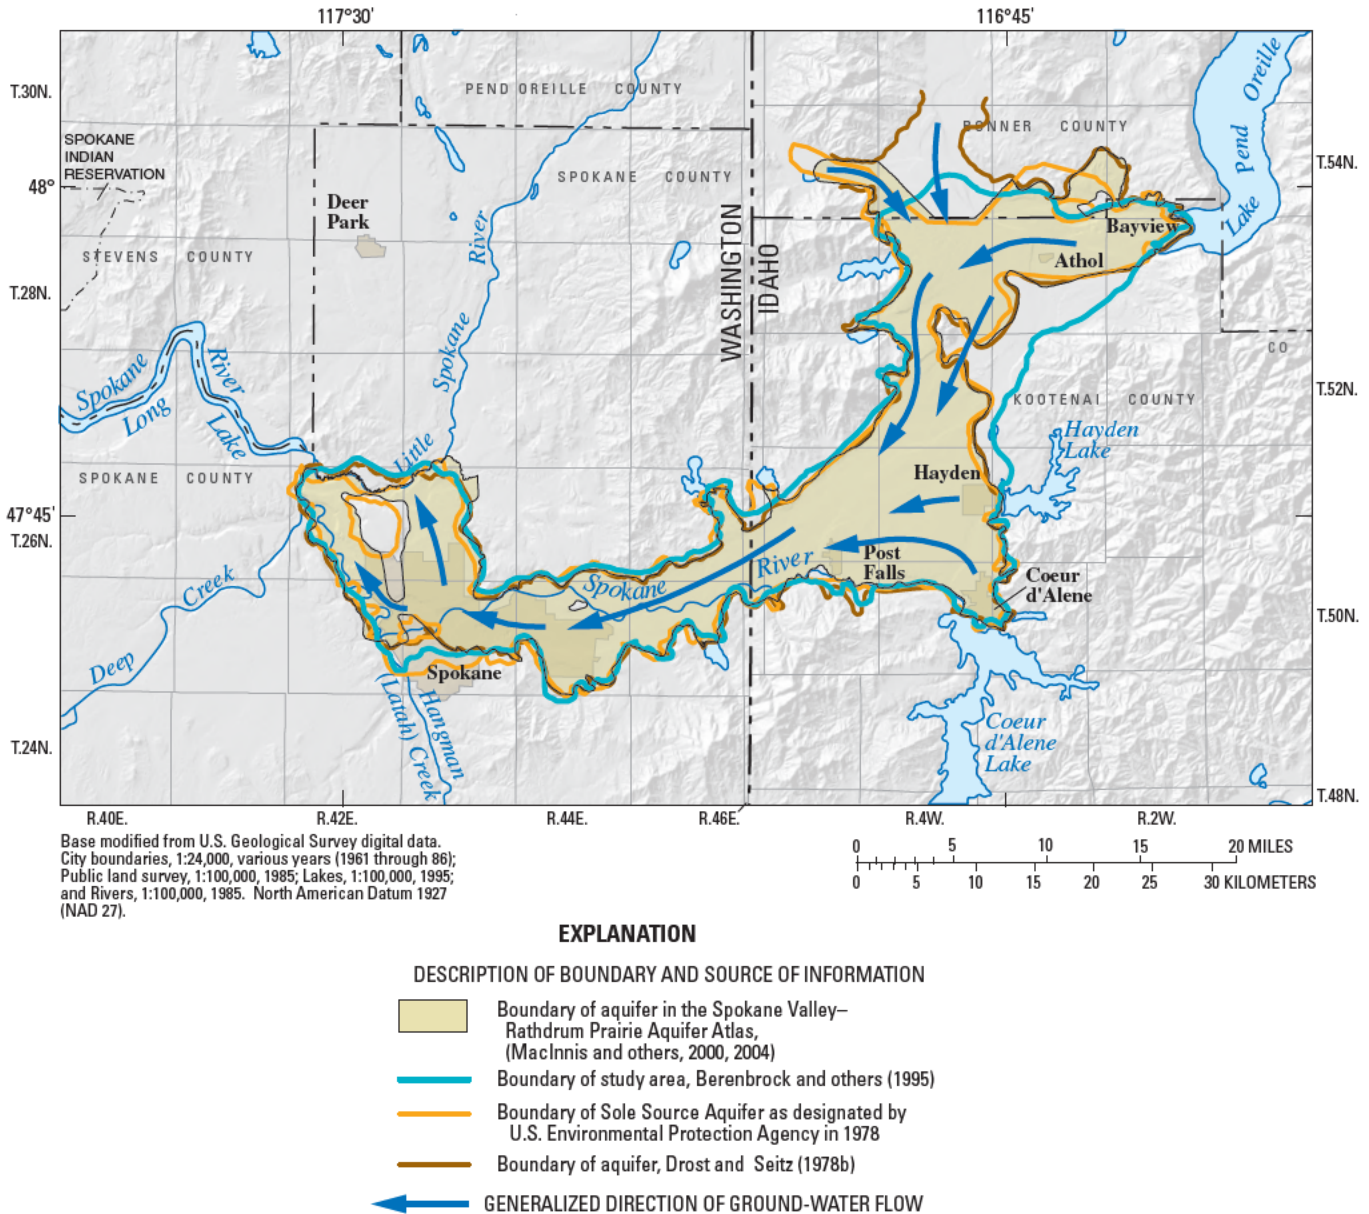 117°30'
116°45'
T.30N.
PEND OREILLE COUNTY
BONNER COUNTY
Lake Pend Oreille
SPOKANE
INDIAN
RESERVATION
T.54N.
48°
SPOKANE COUNTY
Deer
Park
WASHINGTON
IDAHO
Bayview
STEVENS COUNTY
Athol
T.28N.
CO
Spokane River
Long Lake
Little Spokane River
T.52N.
KOOTENAI COUNTY
Hayden
Lake
SPOKANE COUNTY
Hayden
47°45'
T.26N.
Post
Falls
Spokane River
Coeur
d'Alene
Deep Creek
T.50N.
Spokane
Hangman
(Latah) Creek
Coeur
d'Alene
Lake
T.24N.
T.48N.
R.40E.
R.42E.
R.44E.
R.46E.
R.4W.
R.2W.
Base modified from U.S. Geological Survey digital data.
City boundaries, 1:24,000, various years (1961 through 86);
Public land survey, 1:100,000, 1985; Lakes, 1:100,000, 1995;
and Rivers, 1:100,000, 1985. North American Datum 1927
(NAD 27).
0 5 10 15 20 MILES
0 5 10 15 20 25 30 KILOMETERS
EXPLANATION
DESCRIPTION OF BOUNDARY AND SOURCE OF INFORMATION
Boundary of aquifer in the Spokane Valley–
Rathdrum Prairie Aquifer Atlas,
(MacInnis and others, 2000, 2004)
Boundary of study area, Berenbrock and others (1995)
Boundary of Sole Source Aquifer as designated by
U.S. Environmental Protection Agency in 1978
Boundary of aquifer, Drost and Seitz (1978b)
GENERALIZED DIRECTION OF GROUND-WATER FLOW